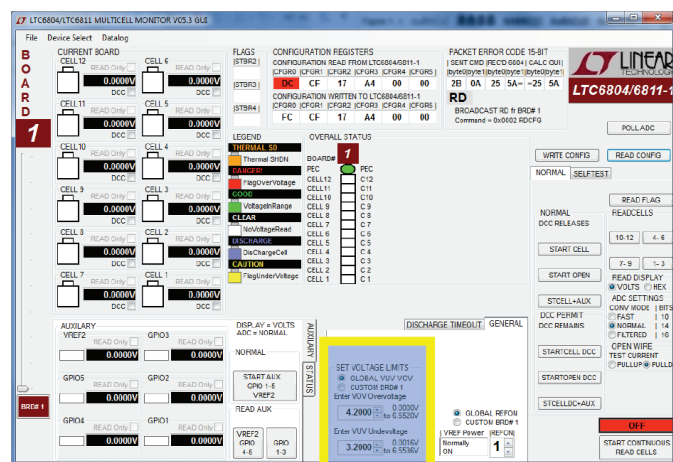 LTC6804/LTC6811 MULTICELL MONITOR V05.3 GUI
File Device Select Datalog
BOARD
1
BRD# 1
CURRENT BOARD
CELL 12 READ Only 0.0000V DCC
CELL 6 READ Only 0.0000V DCC
CELL 11 READ Only 0.0000V DCC
CELL 5 READ Only 0.0000V DCC
CELL 10 READ Only 0.0000V DCC
CELL 4 READ Only 0.0000V DCC
CELL 9 READ Only 0.0000V DCC
CELL 3 READ Only 0.0000V DCC
CELL 8 READ Only 0.0000V DCC
CELL 2 READ Only 0.0000V DCC
CELL 7 READ Only 0.0000V DCC
CELL 1 READ Only 0.0000V DCC
FLAGS
|STBR2 |
|STBR3 |
|STBR4 |
CONFIGURATION REGISTERS
CONFIGURATION READ FROM LTC6804/6811-1
|CFGR0 |CFGR1 |CFGR2 |CFGR3 |CFGR4 |CFGR5 |
DC CF 17 A4 00 00
CONFIGURATION WRITTEN TO LTC6804/6811-1
|CFGR0 |CFGR1 |CFGR2 |CFGR3 |CFGR4 |CFGR5 |
FC CF 17 A4 00 00
PACKET ERROR CODE 15-BIT
| SENT CMD |REC'D 6804 | CALC GUI |
|byte0|byte1|byte0|byte1|byte0|byte1|
2B 0A 25 5A= =25 5A
RD
BROADCAST RD fr BRD# 1
Command = 0x0002 RDCFG
LINEAR
TECHNOLOGY
LTC6804/6811-1
LEGEND
THERMAL SD
Thermal SHDN
DANGER!
FlagOverVoltage
GOOD
VoltageInRange
CLEAR
NoVoltageRead
DISCHARGE
DisChargeCell
CAUTION
FlagUnderVoltage
OVERALL STATUS
BOARD# 1
PEC PEC
CELL12 C12
CELL11 C11
CELL10 C10
CELL 9 C 9
CELL 8 C 8
CELL 7 C 7
CELL 6 C 6
CELL 5 C 5
CELL 4 C 4
CELL 3 C 3
CELL 2 C 2
CELL 1 C 1
POLL ADC
WRITE CONFIG
READ CONFIG
NORMAL SELFTEST
NORMAL
DCC RELEASES
START CELL
START OPEN
STCELL+AUX
DCC PERMIT
DCC REMAINS
STARTCELL DCC
STARTOPEN DCC
STCELLDC+AUX
READ FLAG
READCELLS
10-12 4- 6
7- 9 1- 3
READ DISPLAY
VOLTS HEX
ADC SETTINGS
CONV MODE | BITS
FAST | 10
NORMAL | 14
FILTERED | 16
OPEN WIRE
TEST CURRENT
PULLUP PULLD
OFF
START CONTINUOUS
READ CELLS
AUXILARY
VREF2 READ Only 0.0000V
GPIO3 READ Only 0.0000V
GPIO5 READ Only 0.0000V
GPIO2 READ Only 0.0000V
GPIO4 READ Only 0.0000V
GPIO1 READ Only 0.0000V
DISPLAY = VOLTS
ADC = NORMAL
NORMAL
START AUX
GPIO 1-5
VREF2
READ AUX
VREF2
GPIO
4-5
GPIO
1-3
AUXILIARY
STATUS
DISCHARGE TIMEOUT GENERAL
SET VOLTAGE LIMITS
GLOBAL VUV VOV
CUSTOM BRD# 1
Enter VOV Overvoltage
4.2000 0.0000V
to 6.5520V
Enter VUV Undevoltage
3.2000 0.0016V
to 6.5536V
GLOBAL REFON
CUSTOM BRD# 1
| VREF Power |REFON|
Normally
ON
1